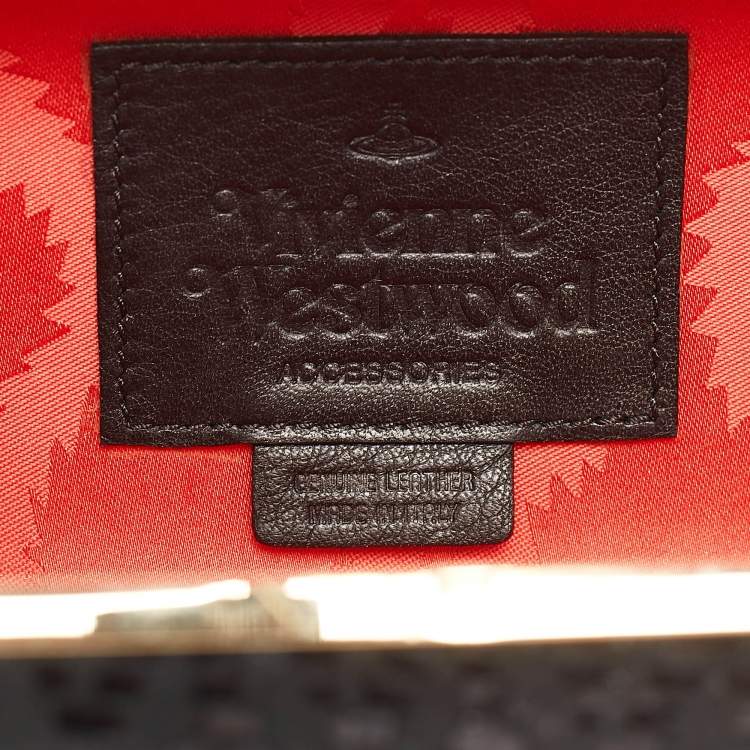 Vivienne
Westwood
ACCESSORIES
GENUINE LEATHER
MADE IN ITALY